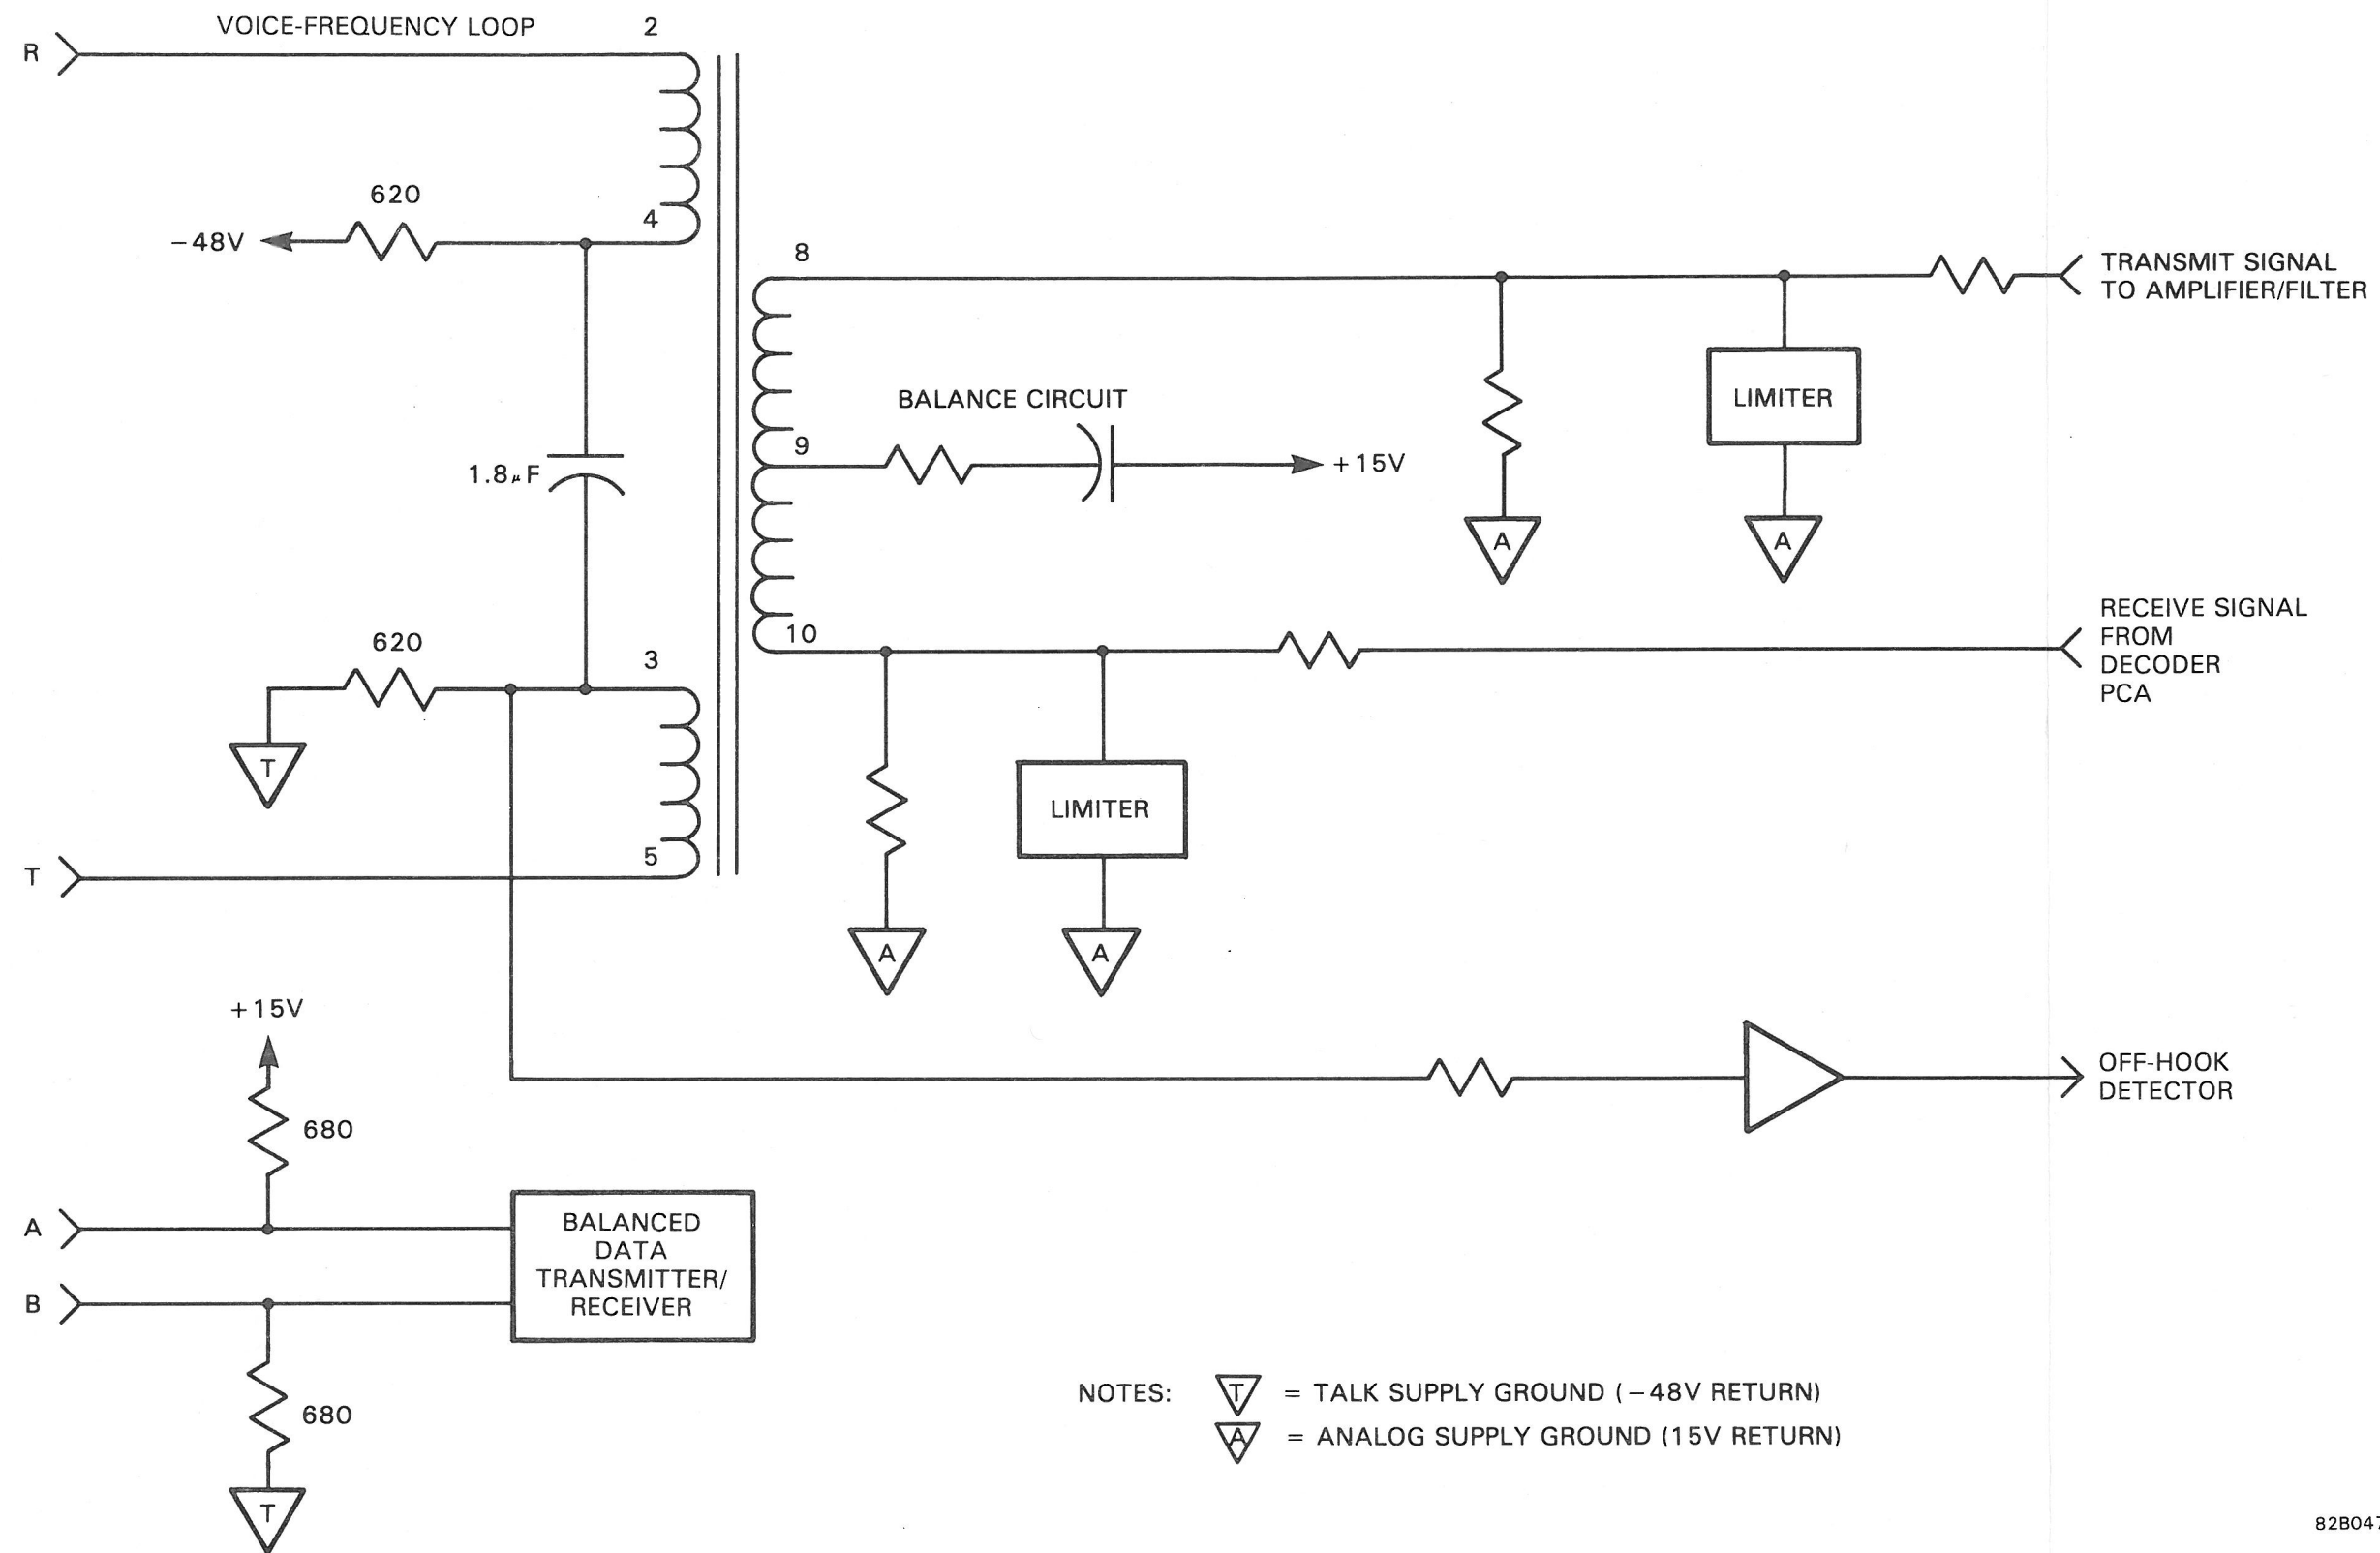 VOICE-FREQUENCY LOOP
2
R
620
4
-48V
8
TRANSMIT SIGNAL
TO AMPLIFIER/FILTER
BALANCE CIRCUIT
LIMITER
9
+15V
1.8μF
A
A
RECEIVE SIGNAL
FROM
DECODER
PCA
10
620
3
T
LIMITER
5
T
A
A
+15V
OFF-HOOK
DETECTOR
680
A
BALANCED
DATA
TRANSMITTER/
RECEIVER
B
NOTES:
T = TALK SUPPLY GROUND (-48V RETURN)
A = ANALOG SUPPLY GROUND (15V RETURN)
680
T